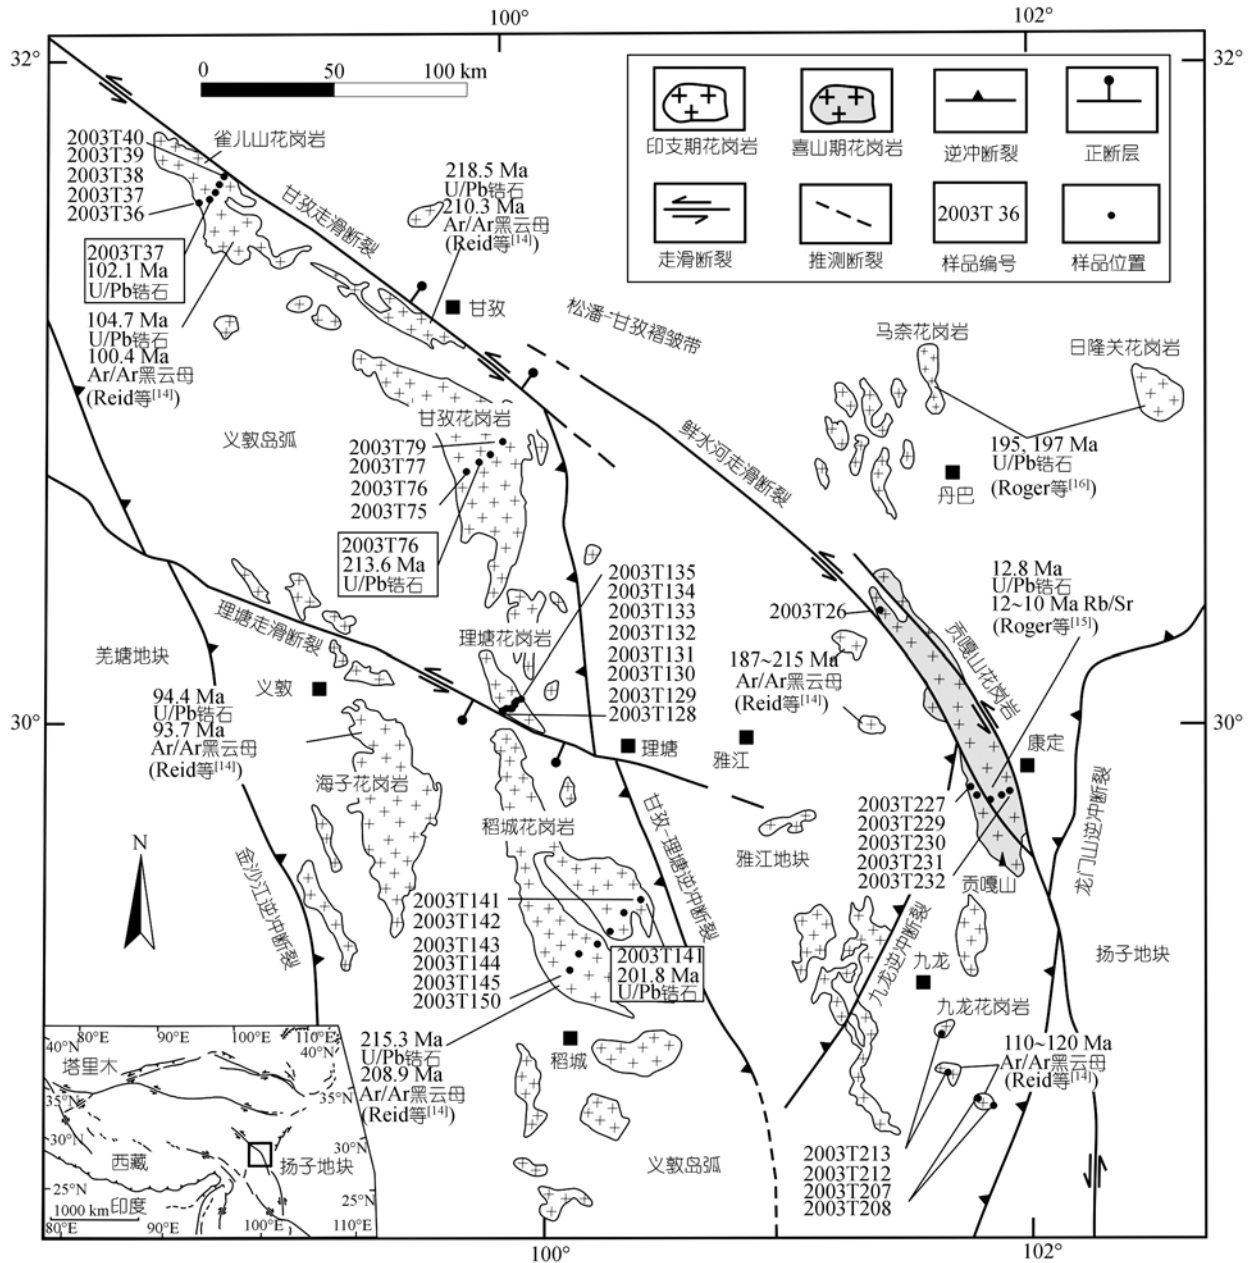 100°
102°
32°
32°
0
50
100 km
印支期花岗岩
喜山期花岗岩
逆冲断裂
正断层
2003T 36
走滑断裂
推测断裂
样品编号
样品位置
2003T40
2003T39
2003T38
2003T37
2003T36
雀儿山花岗岩
甘孜走滑断裂
218.5 Ma
U/Pb锆石
210.3 Ma
Ar/Ar黑云母
(Reid等[14])
2003T37
102.1 Ma
U/Pb锆石
104.7 Ma
U/Pb锆石
100.4 Ma
Ar/Ar黑云母
(Reid等[14])
甘孜
松潘-甘孜褶皱带
马奈花岗岩
日隆关花岗岩
195, 197 Ma
U/Pb锆石
(Roger等[16])
丹巴
义敦岛弧
甘孜花岗岩
鲜水河走滑断裂
2003T79
2003T77
2003T76
2003T75
2003T76
213.6 Ma
U/Pb锆石
2003T135
2003T134
2003T133
2003T132
2003T131
2003T130
2003T129
2003T128
2003T26
12.8 Ma
U/Pb锆石
12~10 Ma Rb/Sr
(Roger等[15])
贡嘎山花岗岩
理塘走滑断裂
理塘花岗岩
187~215 Ma
Ar/Ar黑云母
(Reid等[14])
羌塘地块
义敦
94.4 Ma
U/Pb锆石
93.7 Ma
Ar/Ar黑云母
(Reid等[14])
30°
30°
理塘
雅江
康定
海子花岗岩
稻城花岗岩
甘孜-理塘逆冲断裂
雅江地块
2003T227
2003T229
2003T230
2003T231
2003T232
贡嘎山
龙门山逆冲断裂
N
金沙江逆冲断裂
2003T141
2003T142
2003T143
2003T144
2003T145
2003T150
2003T141
201.8 Ma
U/Pb锆石
九龙逆冲断裂
九龙
扬子地块
九龙花岗岩
215.3 Ma
U/Pb锆石
208.9 Ma
Ar/Ar黑云母
(Reid等[14])
稻城
110~120 Ma
Ar/Ar黑云母
(Reid等[14])
2003T213
2003T212
2003T207
2003T208
义敦岛弧
80°E
90°E
100°E
110°E
40°N
40°N
塔里木
35°N
35°N
30°N
30°N
西藏
扬子地块
25°N
25°N
印度
1000 km
80°E
90°E
100°E
110°E
100°
102°